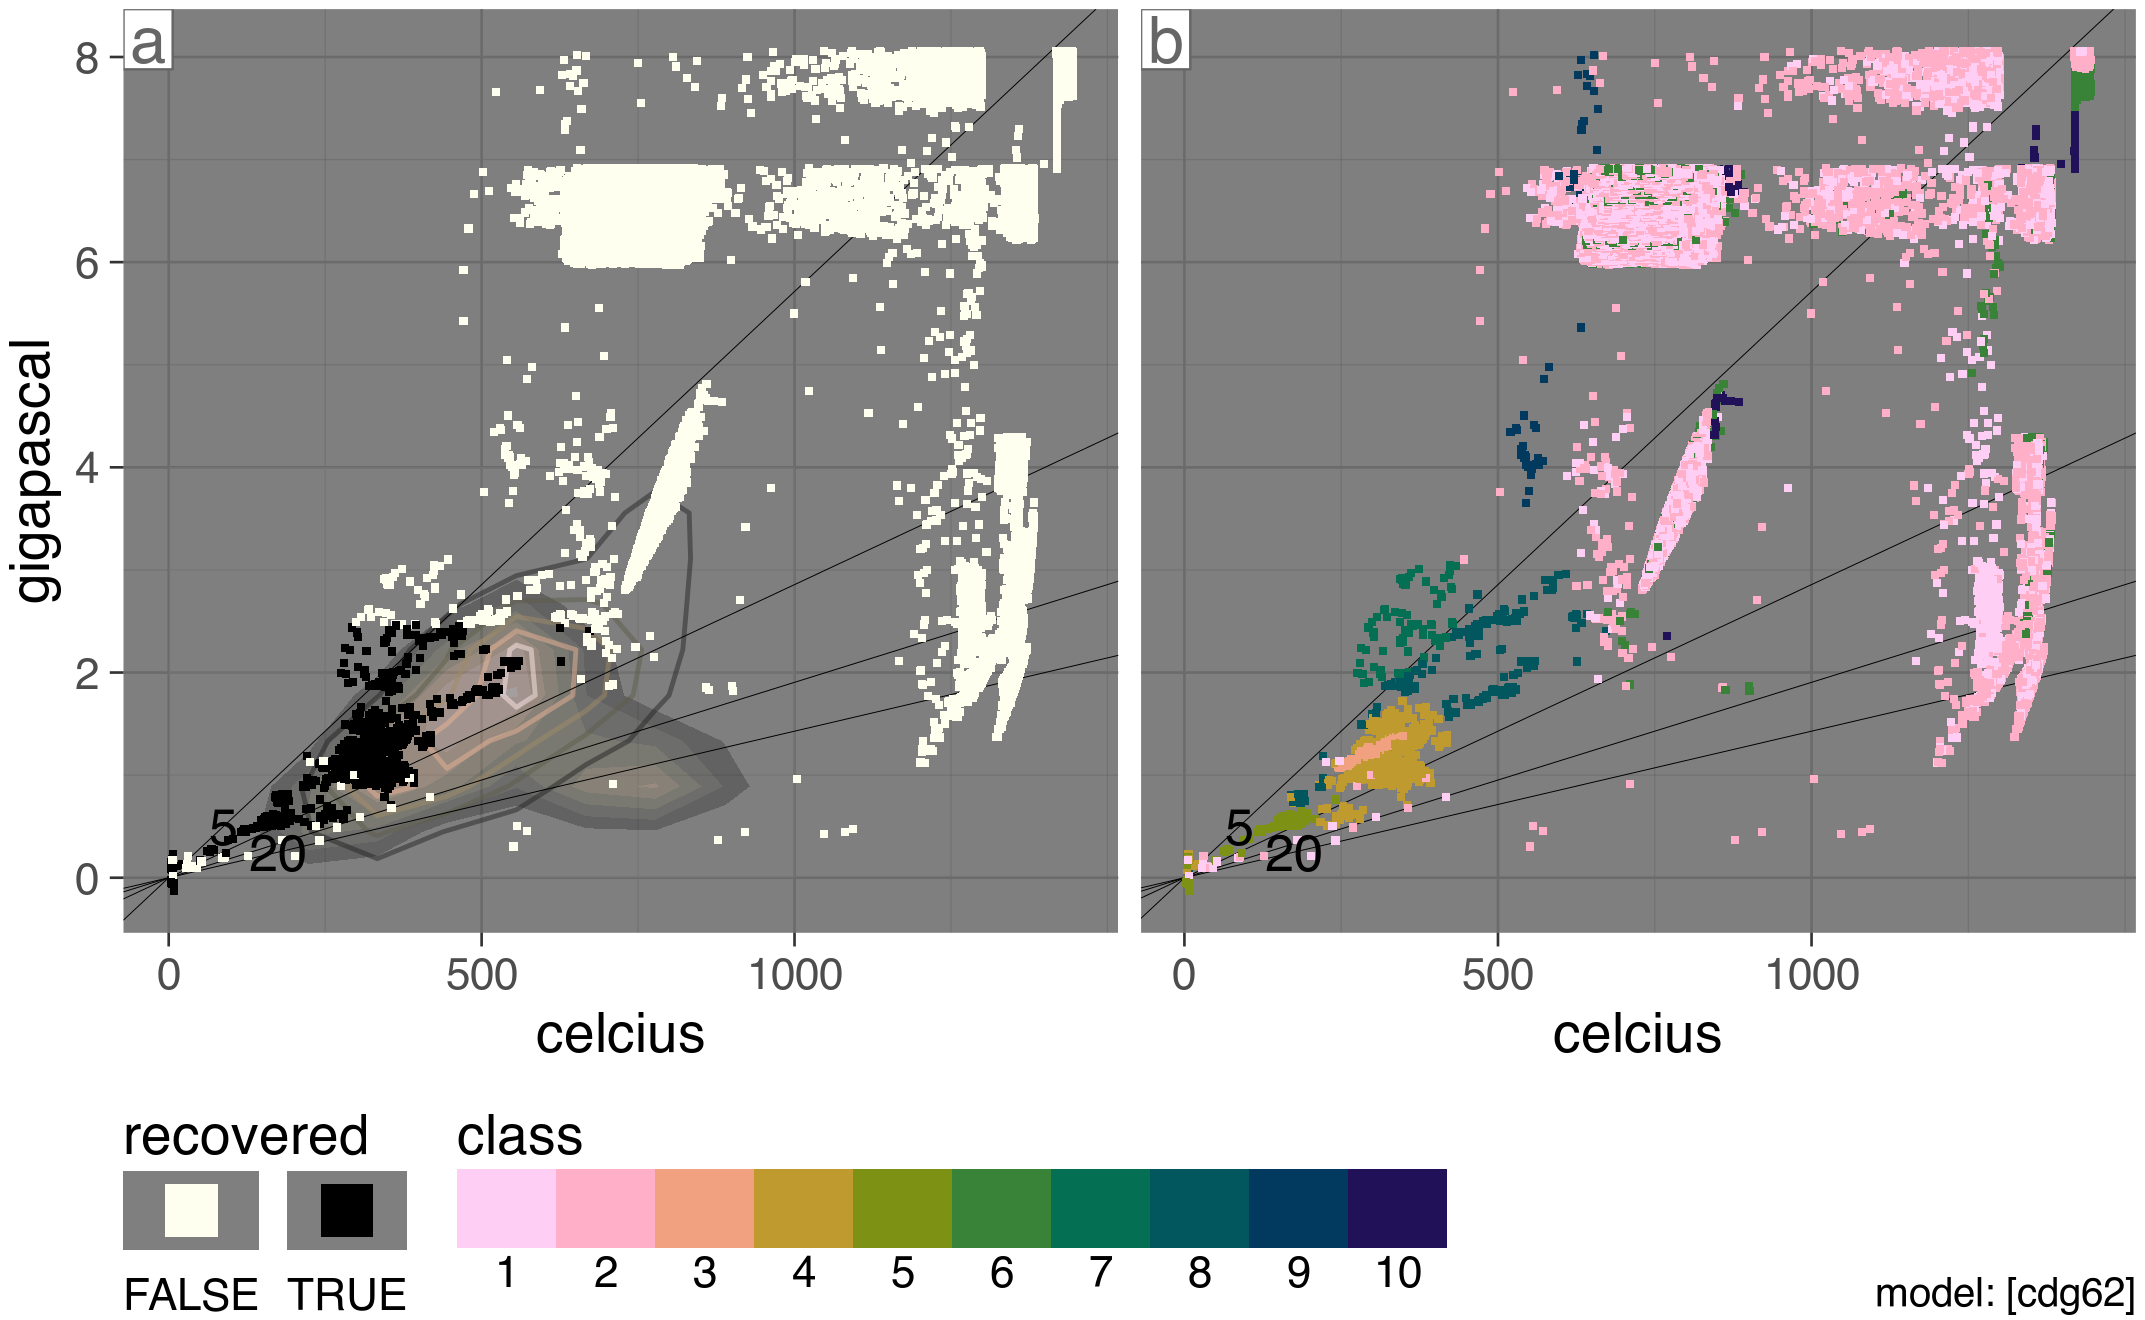 a
b
gigapascal
8
6
4
2
0
5
20
5
20
0 500 1000
0 500 1000
celcius
celcius
recovered
FALSE TRUE
class
1 2 3 4 5 6 7 8 9 10
model: [cdg62]